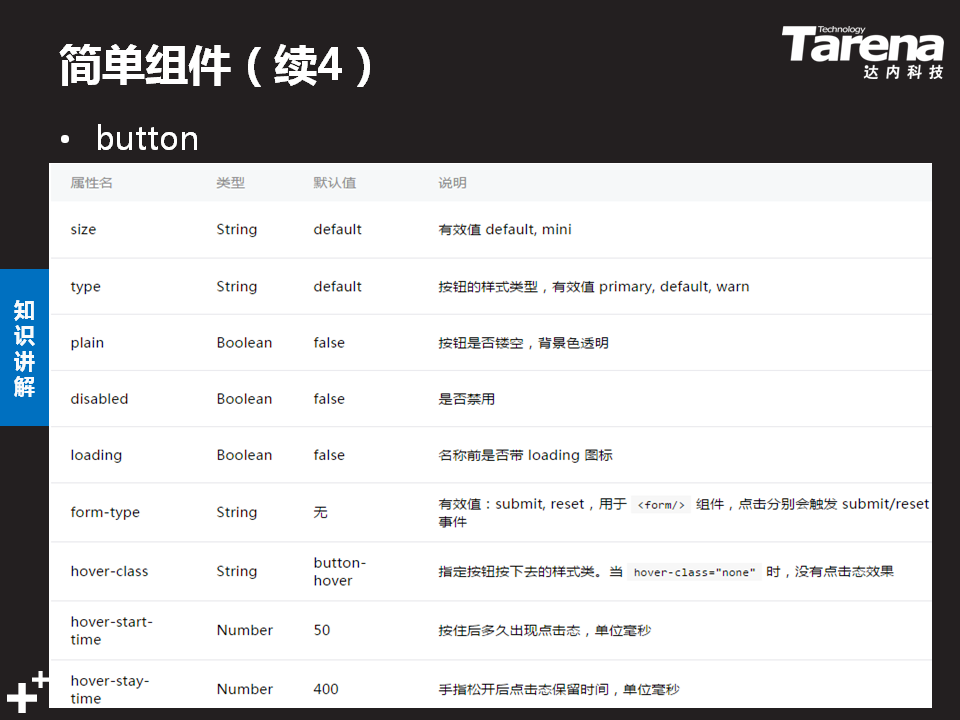 简单组件（续4）
Technology
Tarena
达内科技
• button
属性名 类型 默认值 说明
size String default 有效值 default, mini
type String default 按钮的样式类型，有效值 primary, default, warn
plain Boolean false 按钮是否镂空，背景色透明
disabled Boolean false 是否禁用
loading Boolean false 名称前是否带 loading 图标
form-type String 无 有效值：submit, reset，用于 <form/> 组件，点击分别会触发 submit/reset
事件
hover-class String button-
hover 指定按钮按下去的样式类。当 hover-class="none" 时，没有点击态效果
hover-start-
time Number 50 按住后多久出现点击态，单位毫秒
hover-stay-
time Number 400 手指松开后点击态保留时间，单位毫秒
知
识
讲
解